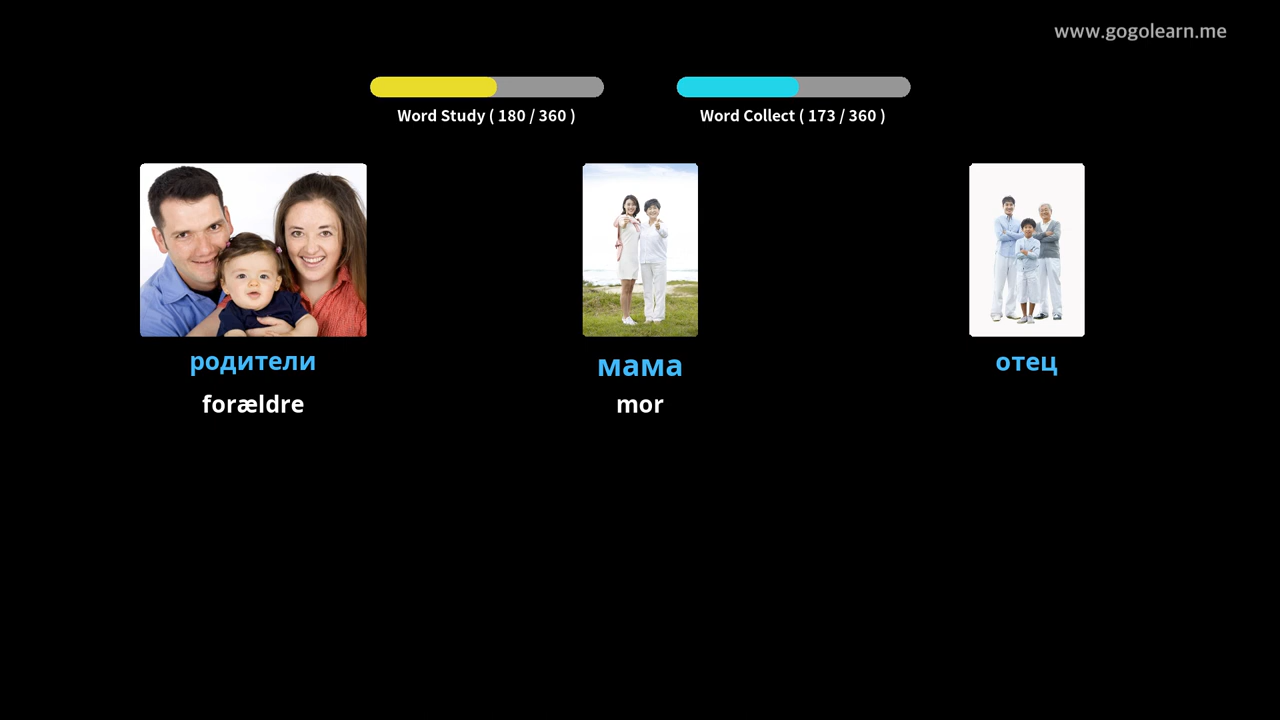 www.gogolearn.me
Word Study ( 180 / 360 )
Word Collect ( 173 / 360 )
родители
мама
отец
forældre
mor